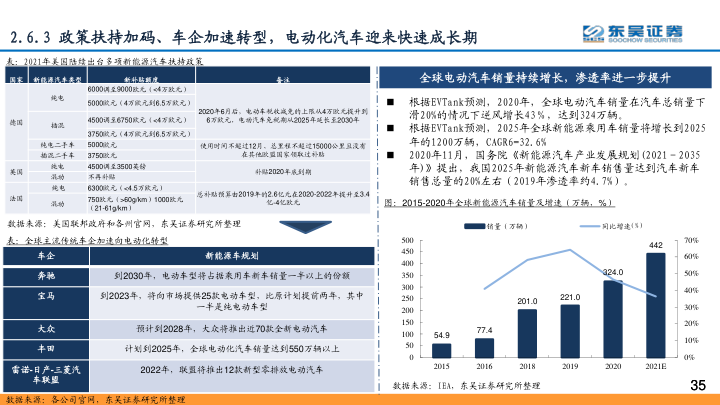 2.6.3 政策扶持加码、车企加速转型，电动化汽车迎来快速成长期
东吴证券
SOOCHOW SECURITIES
表：2021年美国陆续出台多项新能源汽车扶持政策
国家 新能源汽车类型 新补贴额度 备注
德国 纯电 6000调至9000欧元（<4万欧元）
5000欧元（4万欧元到6.5万欧元）
插混 4500调至6750欧元（<4万欧元）
3750欧元（4万欧元到6.5万欧元）
2020年6月后，电动车税收减免的上限从4万欧元提升到
6万欧元，电动汽车免税期从2025年延长至2030年
纯电二手车 5000欧元
插混二手车 3750欧元
使用时间不超过12月，总里程不超过15000公里且没有
在其他欧盟国家领取过补贴
英国 纯电 4500调至3500英镑
混动 不再补贴
补贴2020年底到期
法国 纯电 6300欧元（<4.5万欧元）
混动 750欧元（>60g/km）1000欧元
（21-61g/km）
总补贴预算由2019年的2.6亿元在2020-2022年提升至3.4
亿-4亿欧元
数据来源：美国联邦政府和各州官网，东吴证券研究所整理
表：全球主流传统车企加速向电动化转型
车企 新能源车规划
奔驰 到2030年，电动车型将占据乘用车新车销量一半以上的份额
宝马 到2023年，将向市场提供25款电动车型，比原计划提前两年，其中
一半是纯电动车型
大众 预计到2028年，大众将推出近70款全新电动汽车
丰田 计划到2025年，全球电动化汽车销量达到550万辆以上
雷诺-日产-三菱汽
车联盟
2022年，联盟将推出12款新型零排放电动汽车
数据来源：各公司官网，东吴证券研究所整理
全球电动汽车销量持续增长，渗透率进一步提升
■ 根据EVTank预测，2020年，全球电动汽车销量在汽车总销量下
滑20%的情况下逆风增长43%，达到324万辆。
■ 根据EVTank预测，2025年全球新能源乘用车销量将增长到2025
年的1200万辆，CAGR6=32.6%
■ 2020年11月，国务院《新能源汽车产业发展规划(2021－2035
年)》提出，我国2025年新能源汽车新车销售量达到汽车新车
销售总量的20%左右（2019年渗透率约4.7%）。
图：2015-2020年全球新能源汽车销量及增速（万辆，%）
销量（万辆） 同比增速(%)
500 450 400 350 300 250 200 150 100 50 0
54.9 77.4 201.0 221.0 324.0 442
70% 60% 50% 40% 30% 20% 10% 0%
2015 2016 2018 2019 2020 2021E
数据来源：IEA，东吴证券研究所整理
35